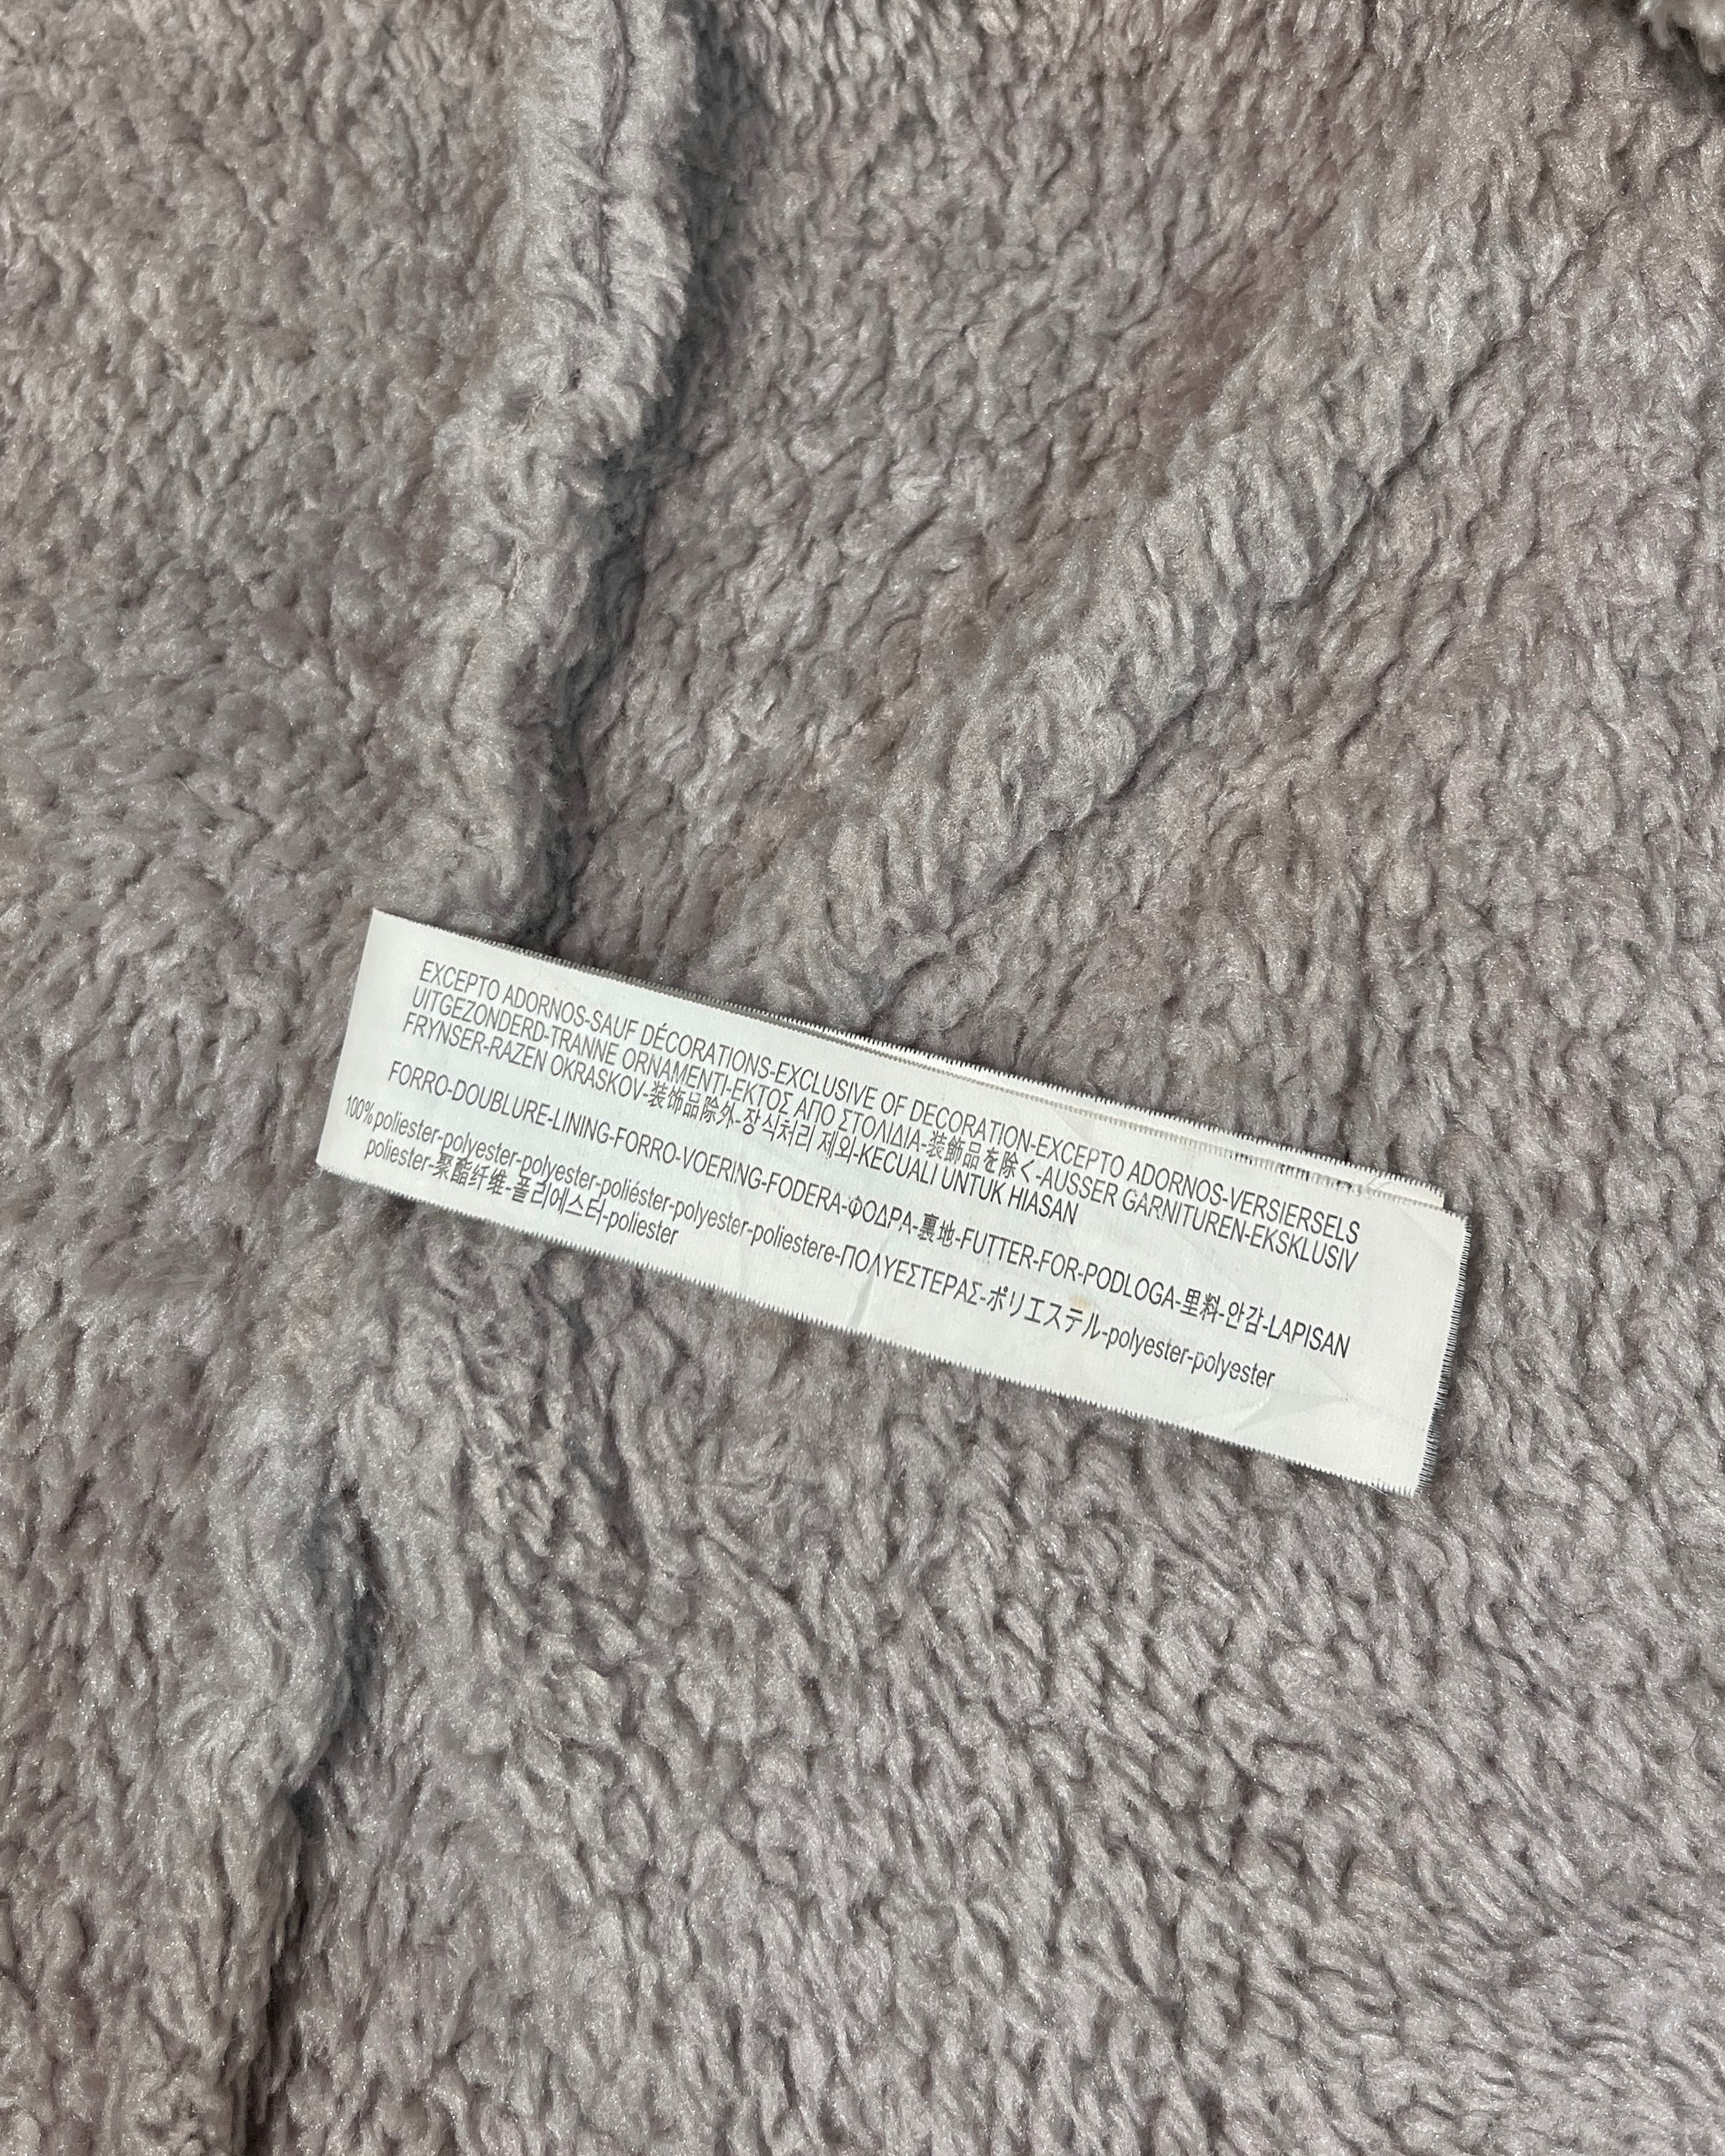 EXCEPTO ADORNOS-SAUF DÉCORATIONS-EXCLUSIVE OF DECORATION-EXCEPTO ADORNOS-VERSIERSELS
UITGEZONDERD-TRANNE ORNAMENTI-ΕΚΤΟΣ ΑΠΟ ΣΤΟΛΙΔΙΑ-装飾品を除く-AUSSER GARNITUREN-EKSKLUSIV
FRYNSER-RAZEN OKRASKOV-装饰品除外-장식처리 제외-KECUALI UNTUK HIASAN
FORRO-DOUBLURE-LINING-FORRO-VOERING-FODERA-ΦΟΔΡΑ-裏地-FUTTER-FOR-PODLOGA-里料-안감-LAPISAN
100%poliester-polyester-polyester-poliéster-polyester-poliestere-ΠΟΛΥΕΣΤΕΡΑΣ-ポリエステル-polyester-polyester
poliester-聚酯纤维-폴리에스터-poliester